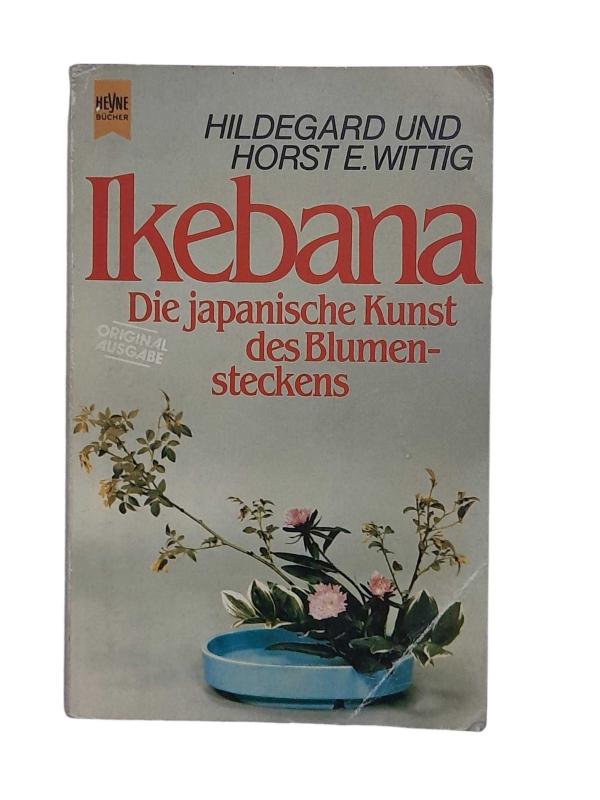 HEYNE
BÜCHER
HILDEGARD UND
HORST E. WITTIG
Ikebana
Die japanische Kunst
des Blumen-
steckens
ORIGINAL
AUSGABE